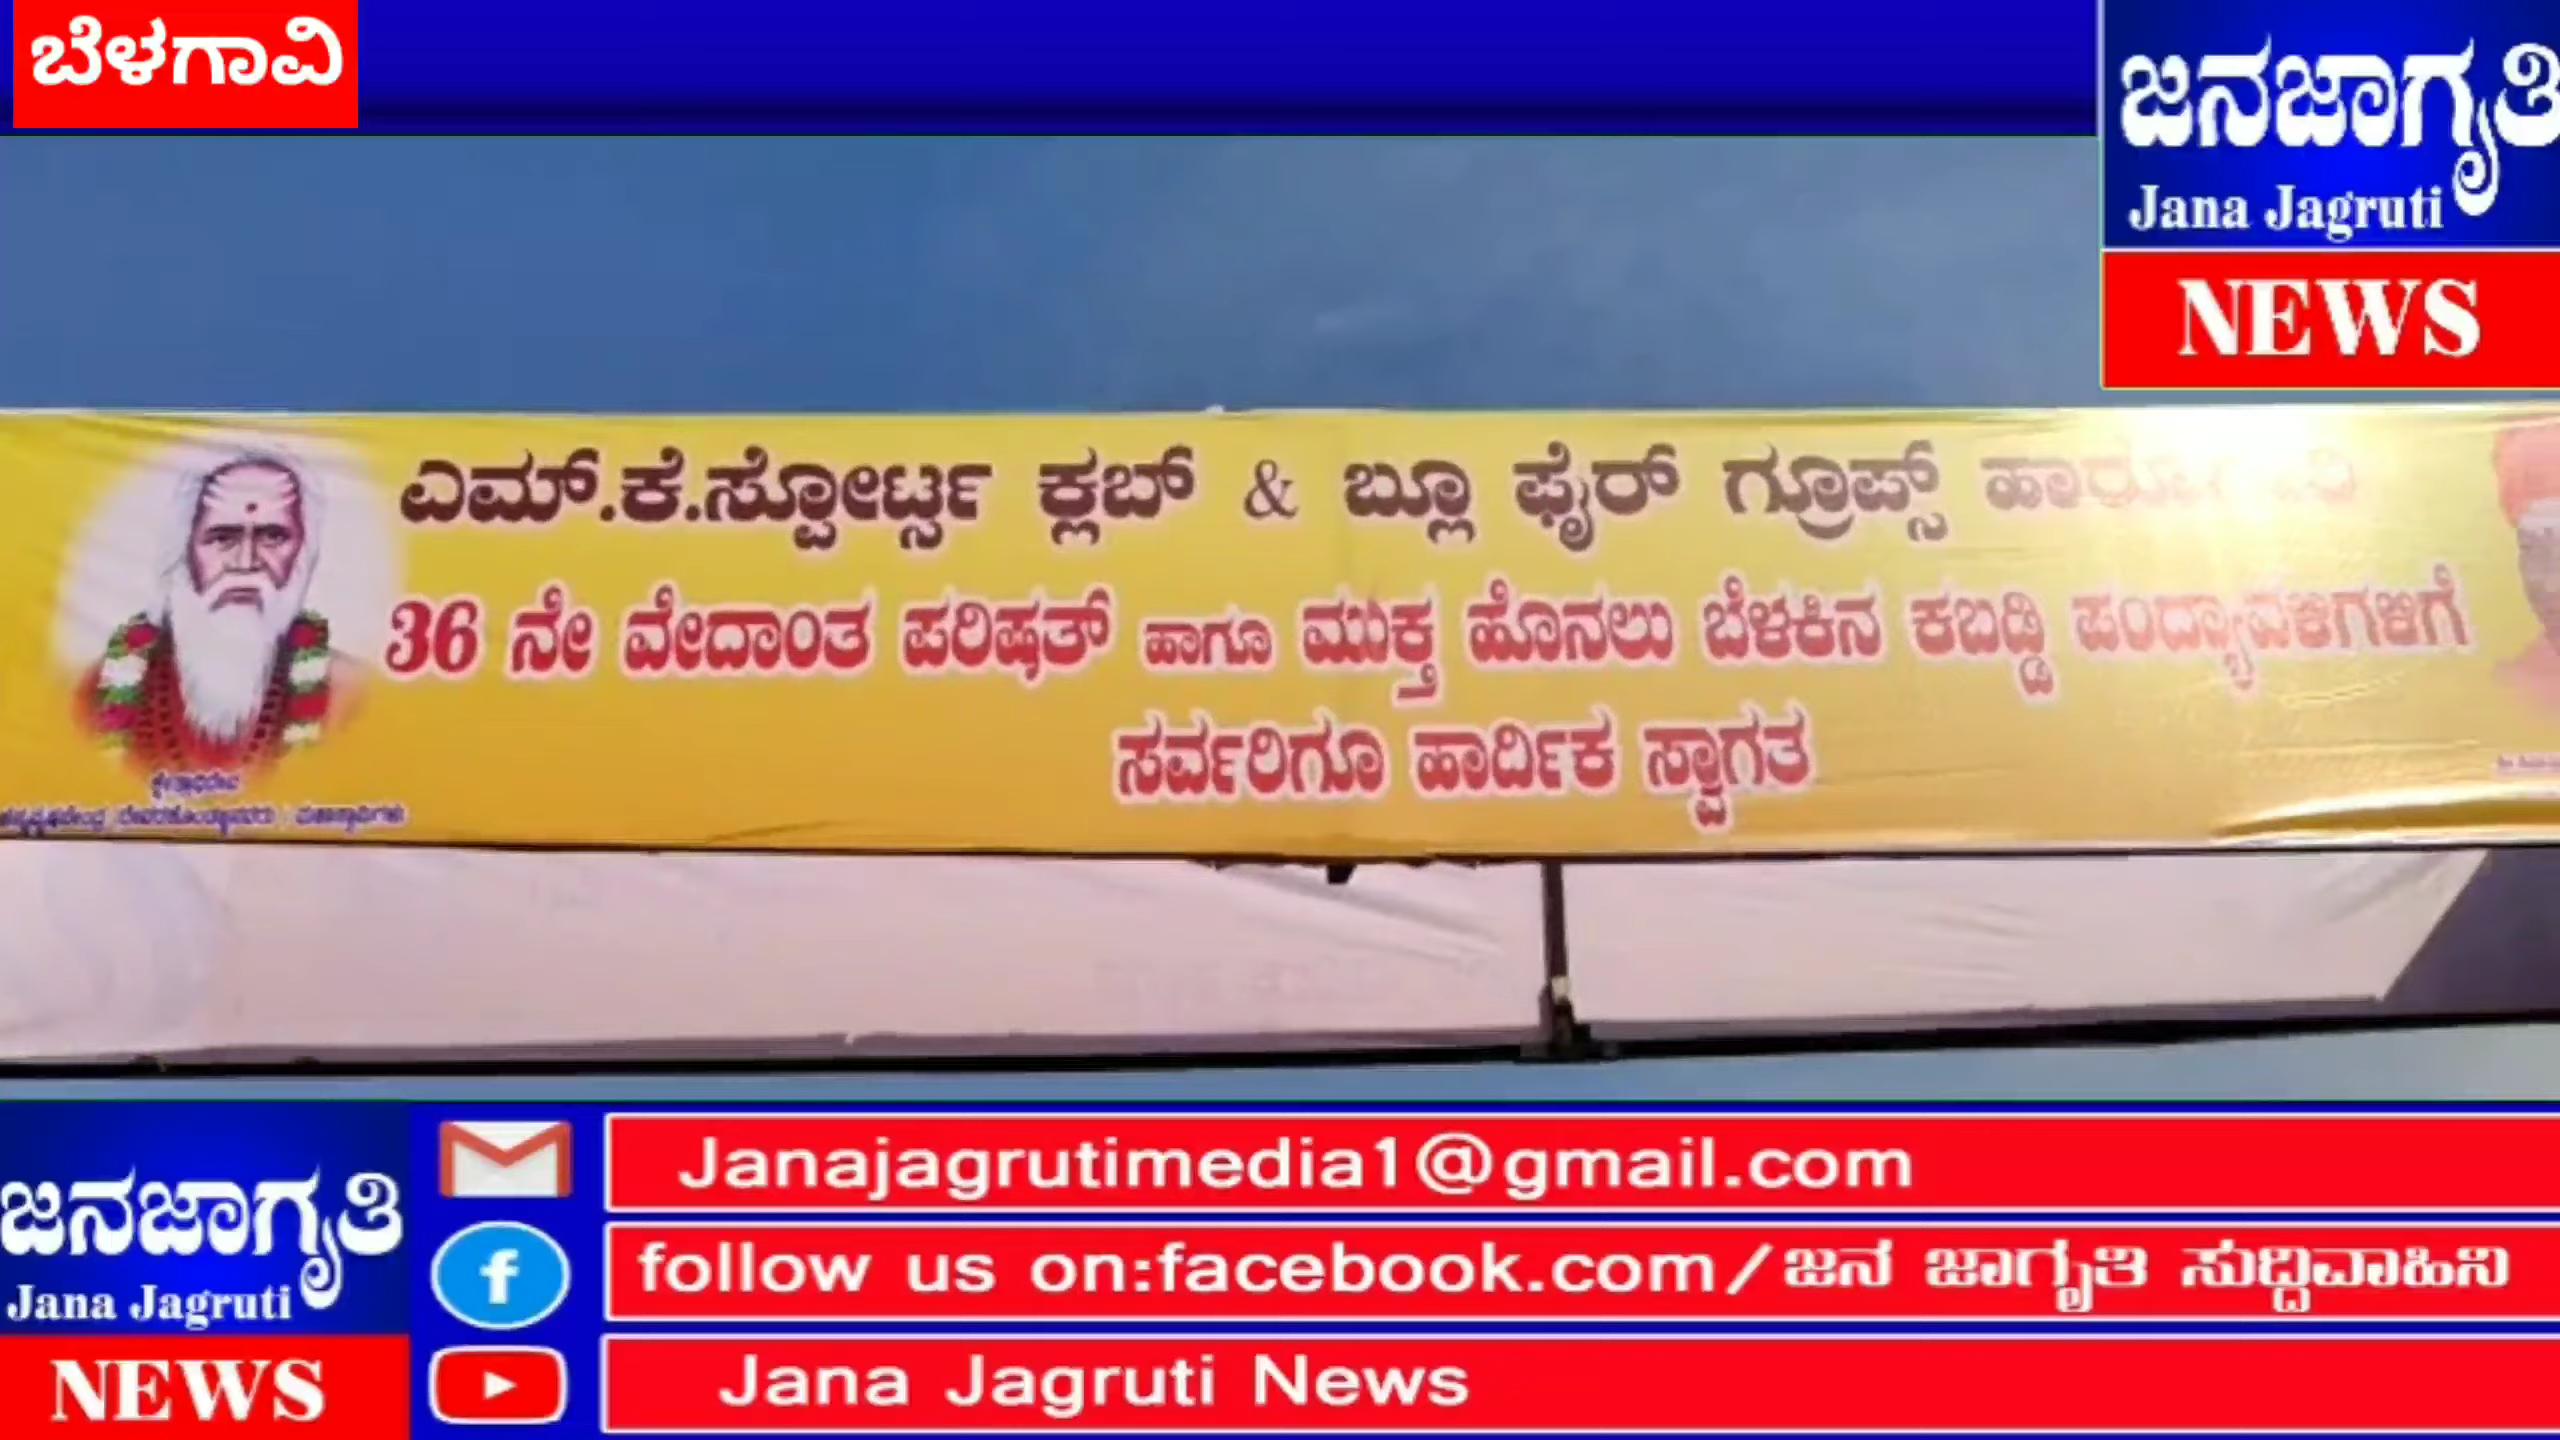 ಬೆಳಗಾವಿ
ಜನಜಾಗೃತಿ
Jana Jagruti
NEWS
ಎಮ್.ಕೆ.ಸ್ಪೋರ್ಟ್ಸ್ ಕ್ಲಬ್ & ಬ್ಲೂ ಫೈರ್ ಗ್ರೂಪ್ಸ್
36 ನೇ ವೇದಾಂತ ಪರಿಷತ್ ಹಾಗೂ ಮುಕ್ತ ಹೊನಲು ಬೆಳಕಿನ ಕಬಡ್ಡಿ ಪಂದ್ಯಾವಳಿಗಳಿಗೆ
ಸರ್ವರಿಗೂ ಹಾರ್ದಿಕ ಸ್ವಾಗತ
ಜನಜಾಗೃತಿ
Jana Jagruti
NEWS
Janajagrutimedia1@gmail.com
follow us on:facebook.com/ಜನ ಜಾಗೃತಿ ಸುದ್ದಿವಾಹಿನಿ
Jana Jagruti News